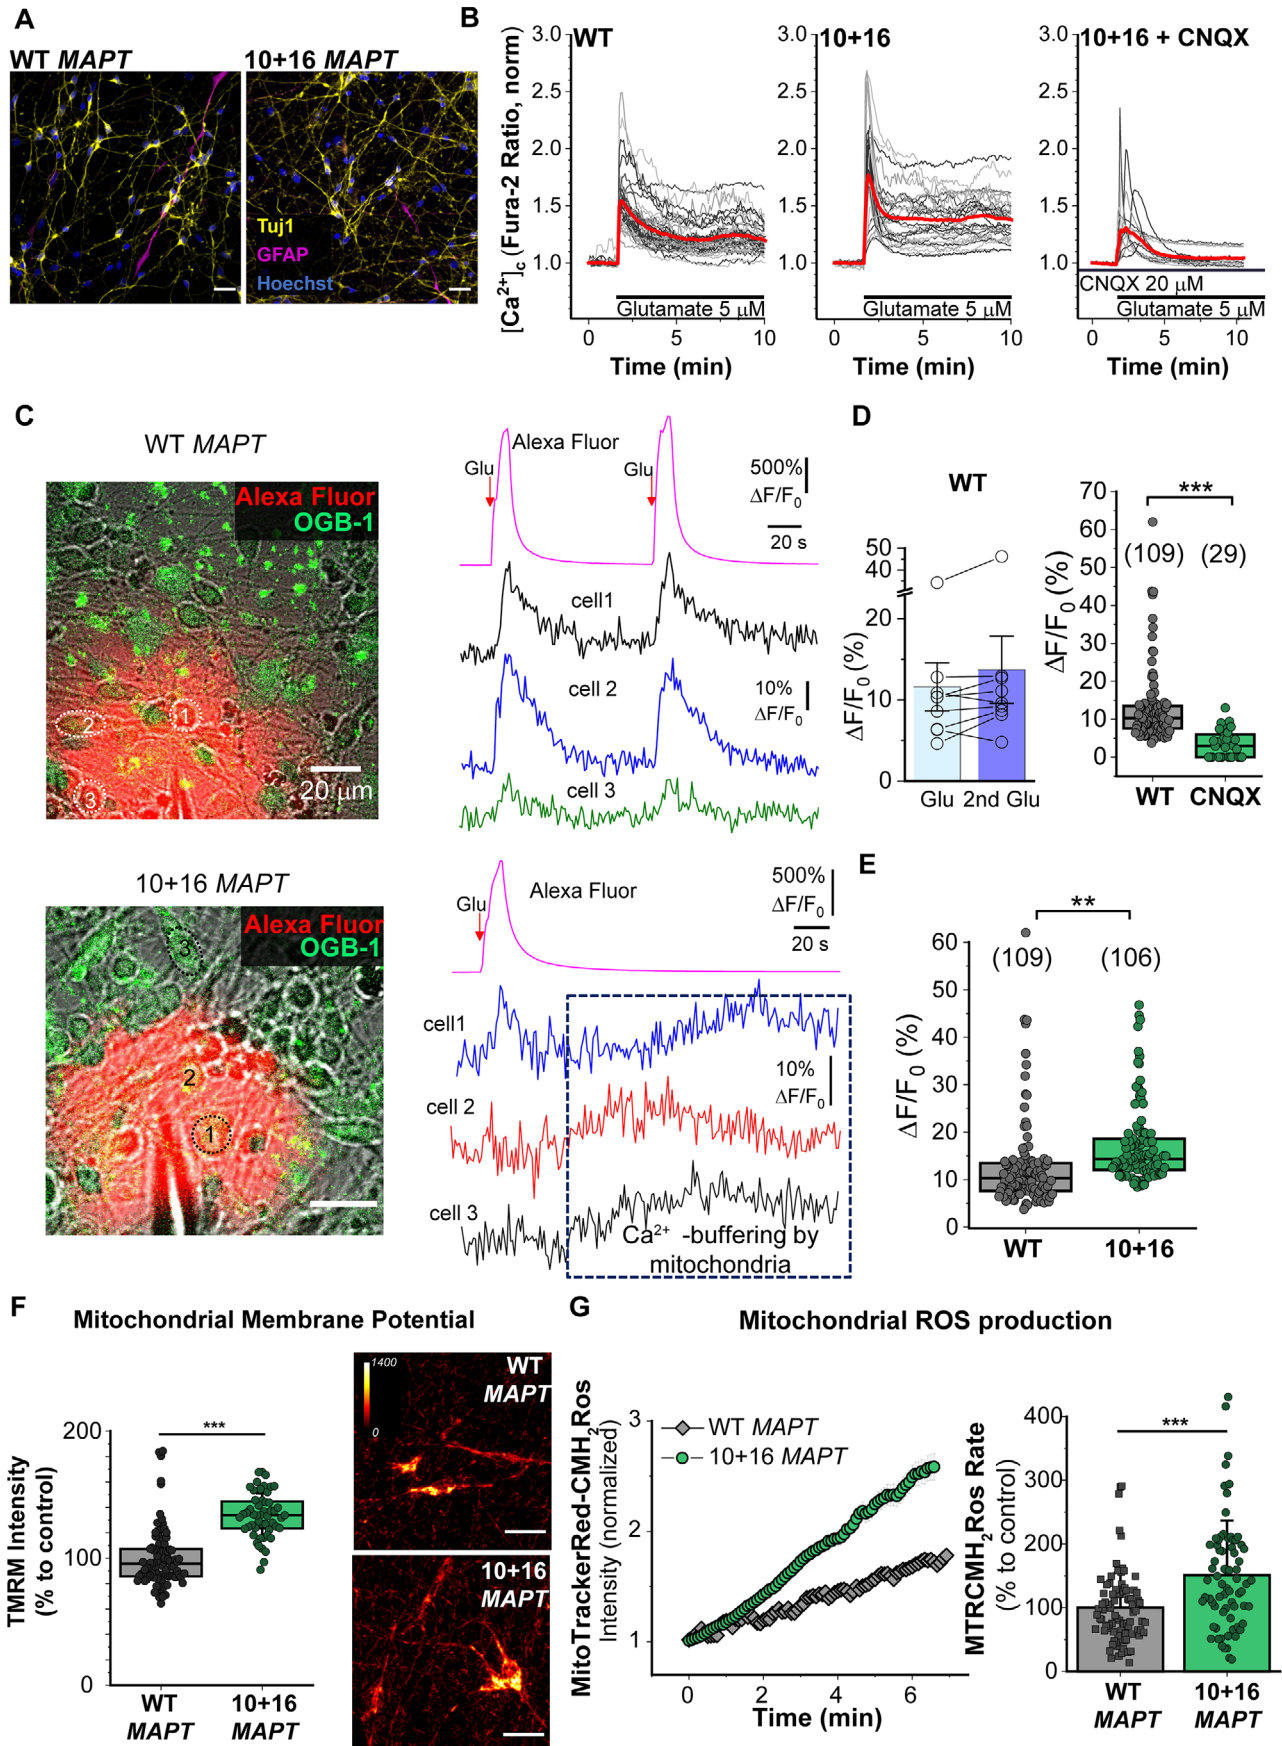 A
WT MAPT
10+16 MAPT
Tuj1
GFAP
Hoechst
B
[Ca²⁺]c (Fura-2 Ratio, norm)
3.0
2.5
2.0
1.5
1.0
WT
Glutamate 5 µM
0 5 10
Time (min)
3.0
2.5
2.0
1.5
1.0
10+16
Glutamate 5 µM
0 5 10
Time (min)
3.0
2.5
2.0
1.5
1.0
10+16 + CNQX
CNQX 20 µM
Glutamate 5 µM
0 5 10
Time (min)
C
WT MAPT
Alexa Fluor
OGB-1
1
2
3
20 µm
Glu
Alexa Fluor
Glu
500%
ΔF/F₀
20 s
cell1
cell 2
10%
ΔF/F₀
cell 3
10+16 MAPT
Alexa Fluor
OGB-1
3
2
1
Glu
Alexa Fluor
500%
ΔF/F₀
20 s
cell1
10%
ΔF/F₀
cell 2
cell 3
Ca²⁺ -buffering by
mitochondria
D
WT
ΔF/F₀ (%)
50
40
20
10
0
Glu 2nd Glu
ΔF/F₀ (%)
70
60
50
40
30
20
10
0
***
(109) (29)
WT CNQX
E
ΔF/F₀ (%)
60
50
40
30
20
10
0
**
(109) (106)
WT 10+16
F
Mitochondrial Membrane Potential
TMRM Intensity
(% to control)
200
100
0
***
WT
MAPT
10+16
MAPT
1400
0
WT
MAPT
10+16
MAPT
G
Mitochondrial ROS production
MitoTrackerRed-CMH₂Ros
Intensity (normalized)
3
2
1
WT MAPT
10+16 MAPT
0 2 4 6
Time (min)
MTRCMH₂Ros Rate
(% to control)
400
300
200
100
0
***
WT
MAPT
10+16
MAPT